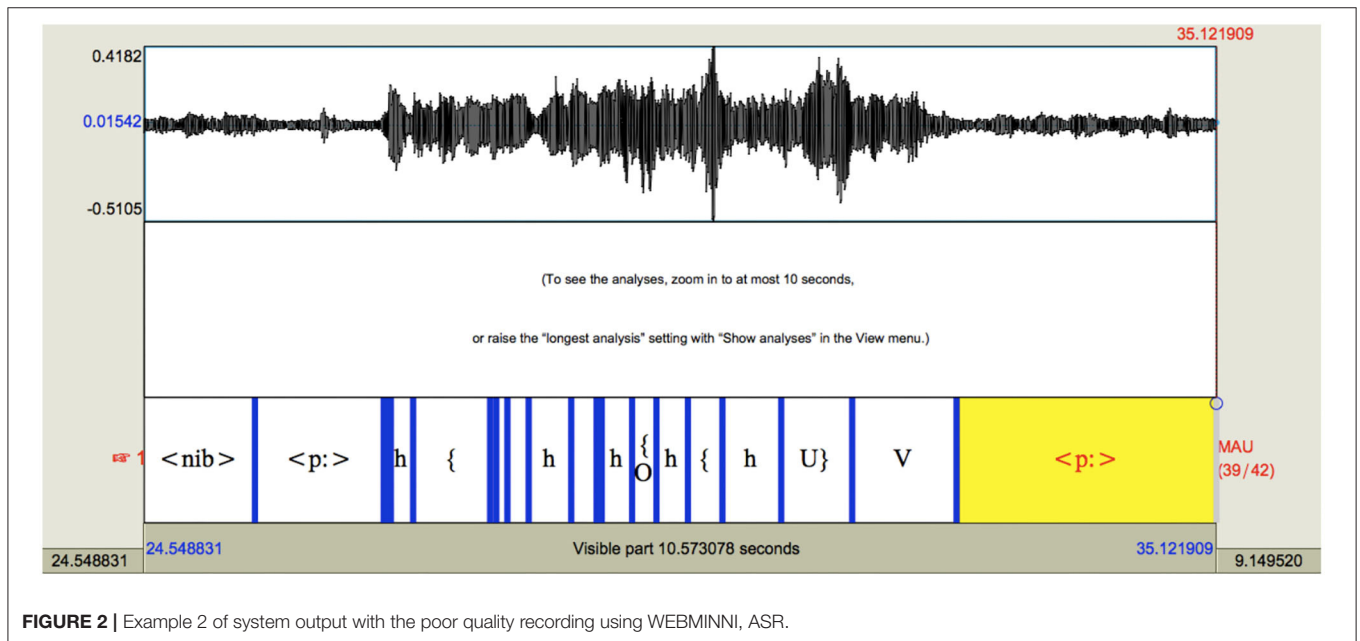 35.121909
0.4182
0.01542
-0.5105
(To see the analyses, zoom in to at most 10 seconds,
or raise the "longest analysis" setting with "Show analyses" in the View menu.)
☞ 1 <nib> <p:> h { h h {O h { h U} V <p:> MAU (39/42)
24.548831 Visible part 10.573078 seconds 35.121909
24.548831 9.149520
FIGURE 2 | Example 2 of system output with the poor quality recording using WEBMINNI, ASR.